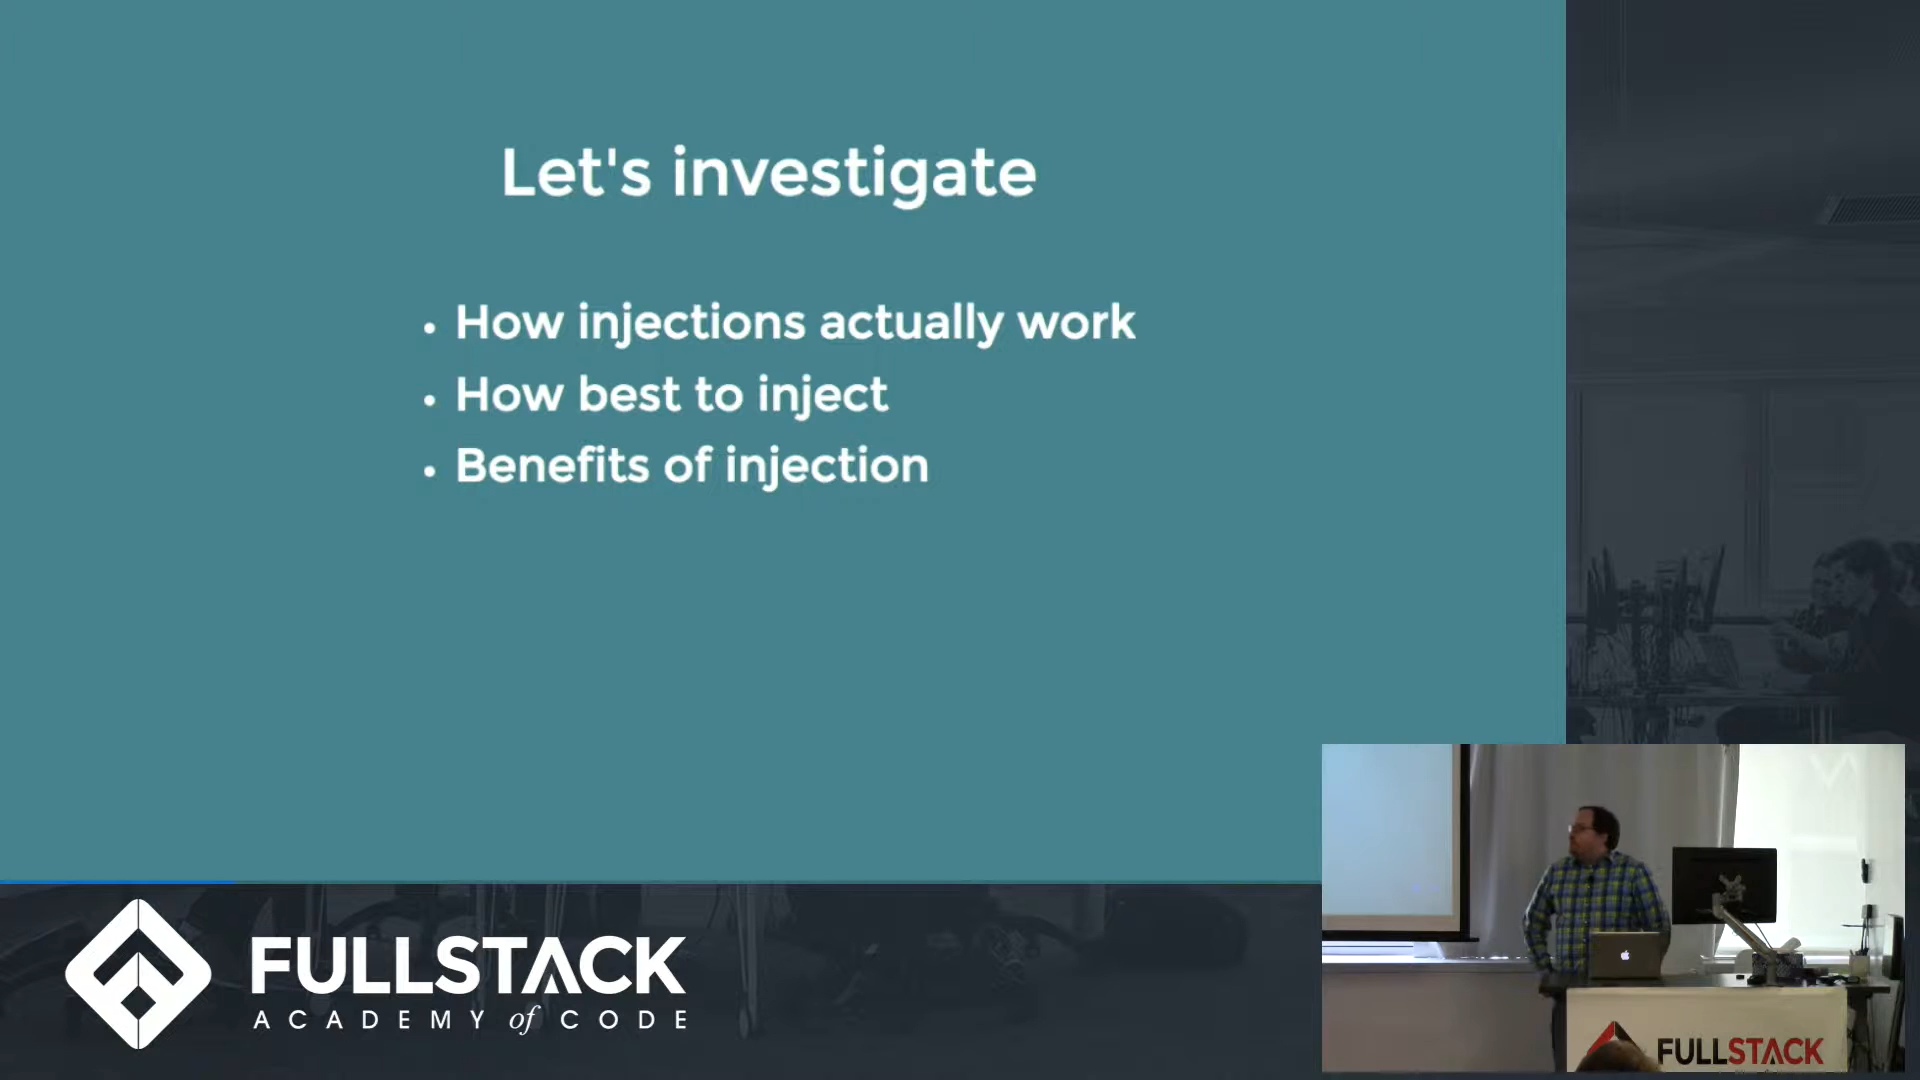 Let's investigate
• How injections actually work
• How best to inject
• Benefits of injection
FULLSTACK
ACADEMY of CODE
FULLSTACK